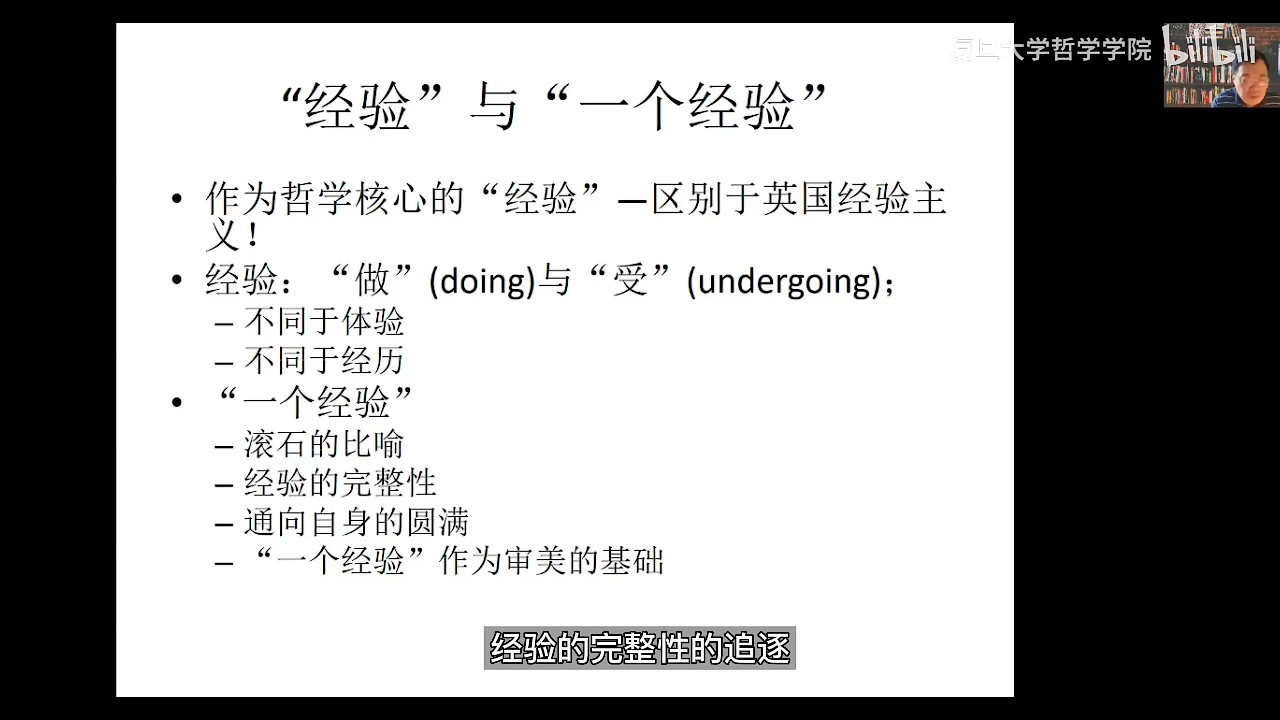 “经验”与“一个经验”
大学哲学学院
bilibili
• 作为哲学核心的“经验”—区别于英国经验主
义！
• 经验：“做”(doing)与“受”(undergoing)；
– 不同于体验
– 不同于经历
• “一个经验”
– 滚石的比喻
– 经验的完整性
– 通向自身的圆满
– “一个经验”作为审美的基础
经验的完整性的追逐